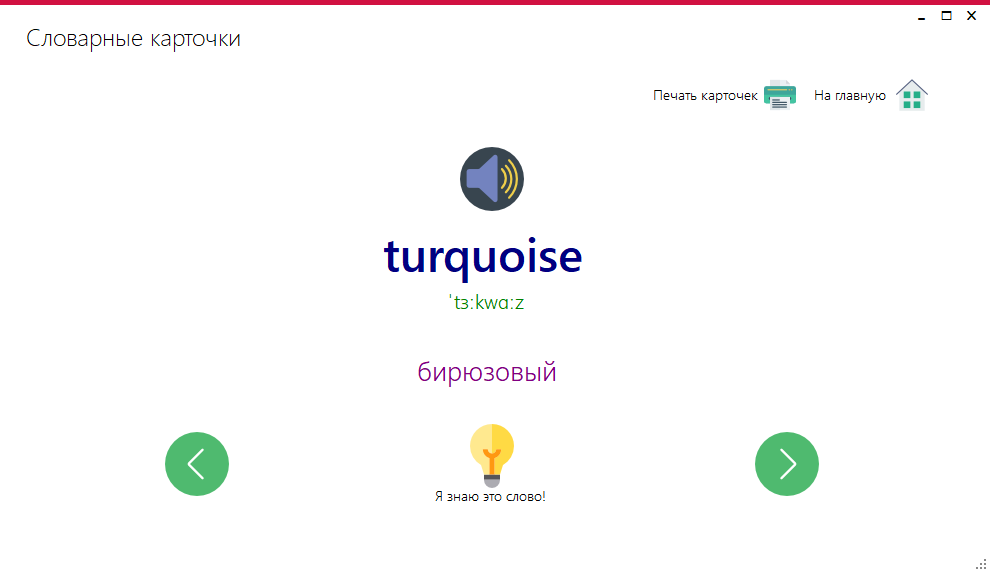 Словарные карточки
Печать карточек На главную
turquoise
ˈtɜːkwɑːz
бирюзовый
Я знаю это слово!